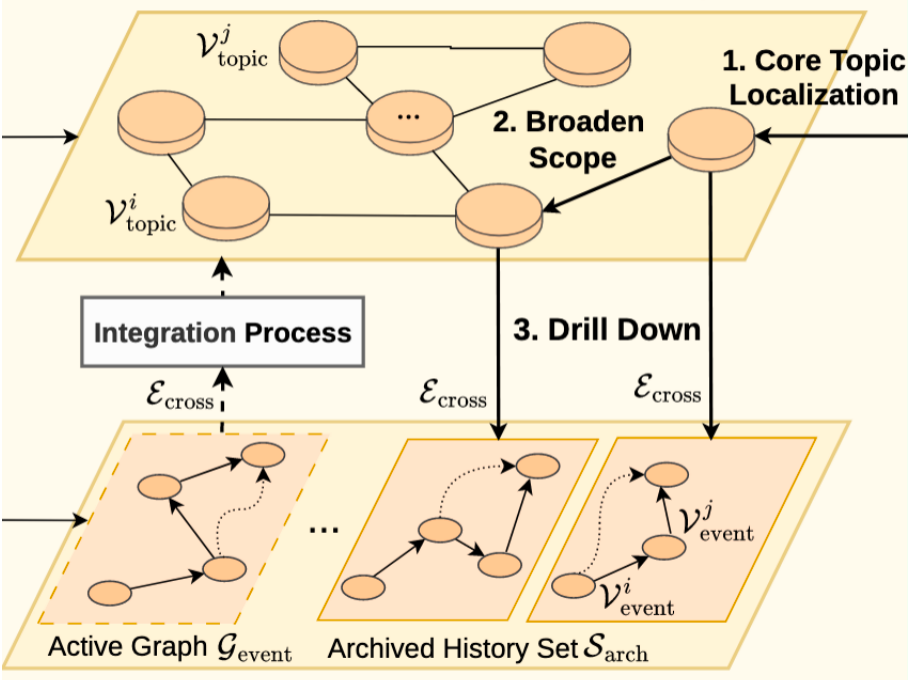 𝒱^j_topic
1. Core Topic
Localization
...
2. Broaden
Scope
𝒱^i_topic
Integration Process
3. Drill Down
ℰ_cross
ℰ_cross
ℰ_cross
...
𝒱^j_event
𝒱^i_event
Active Graph 𝒢_event
Archived History Set 𝒮_arch